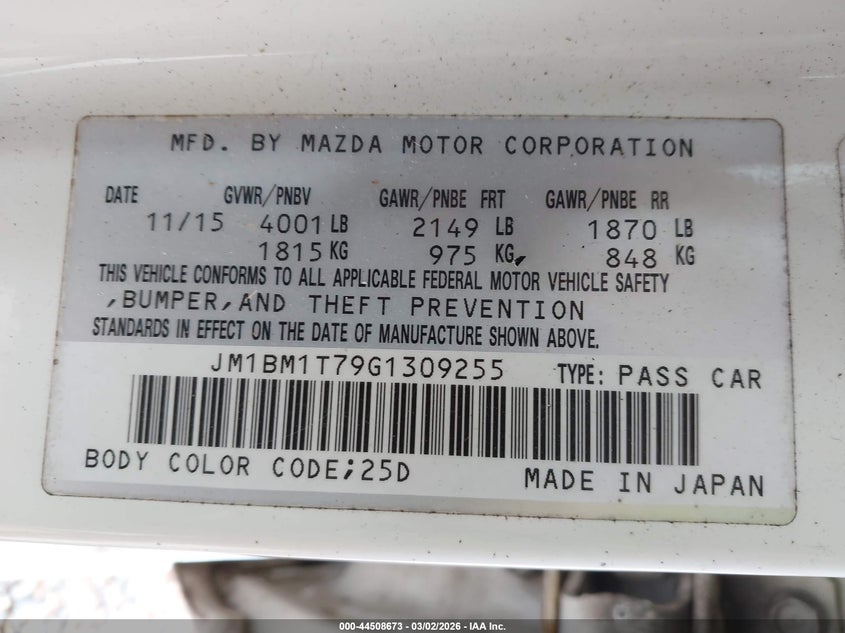 MFD. BY MAZDA MOTOR CORPORATION
DATE GVWR/PNBV GAWR/PNBE FRT GAWR/PNBE RR
11/15 4001 LB 2149 LB 1870 LB
1815 KG 975 KG 848 KG
THIS VEHICLE CONFORMS TO ALL APPLICABLE FEDERAL MOTOR VEHICLE SAFETY
,BUMPER,AND THEFT PREVENTION
STANDARDS IN EFFECT ON THE DATE OF MANUFACTURE SHOWN ABOVE.
JM1BM1T79G1309255 TYPE: PASS CAR
BODY COLOR CODE;25D MADE IN JAPAN
000-44508673 - 03/02/2026 - IAA Inc.